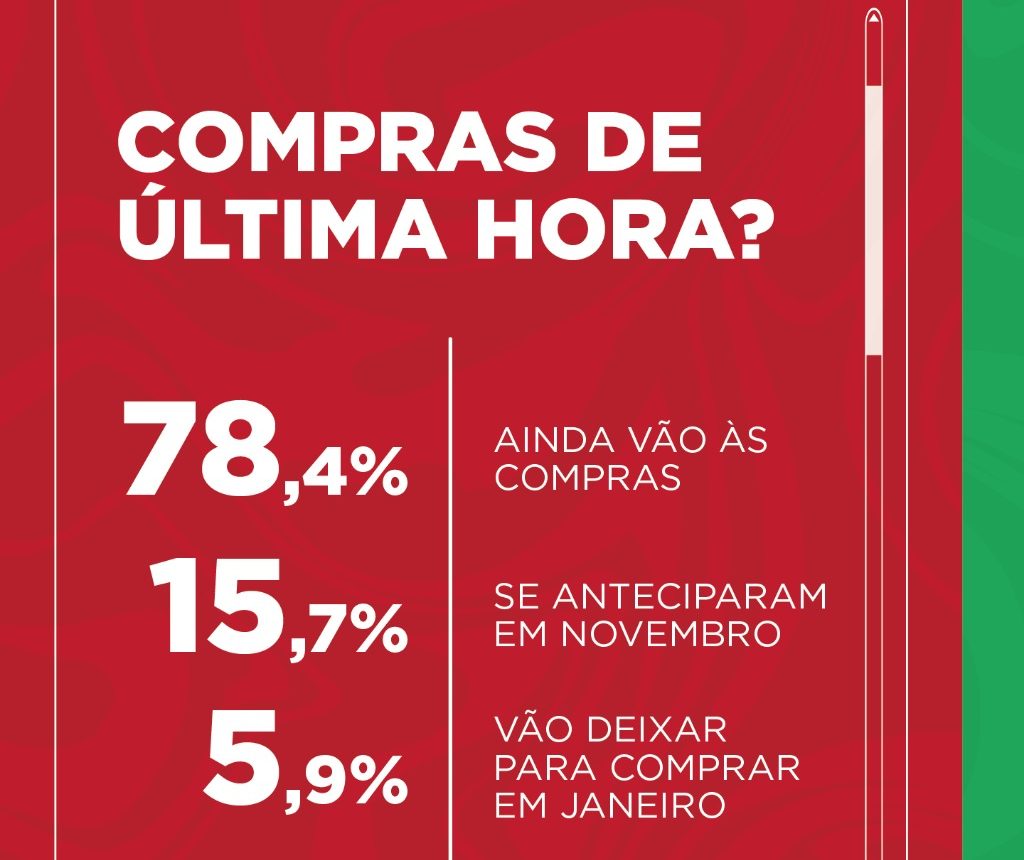 COMPRAS DE
ÚLTIMA HORA?
78,4%
AINDA VÃO ÀS
COMPRAS
15,7%
SE ANTECIPARAM
EM NOVEMBRO
5,9%
VÃO DEIXAR
PARA COMPRAR
EM JANEIRO